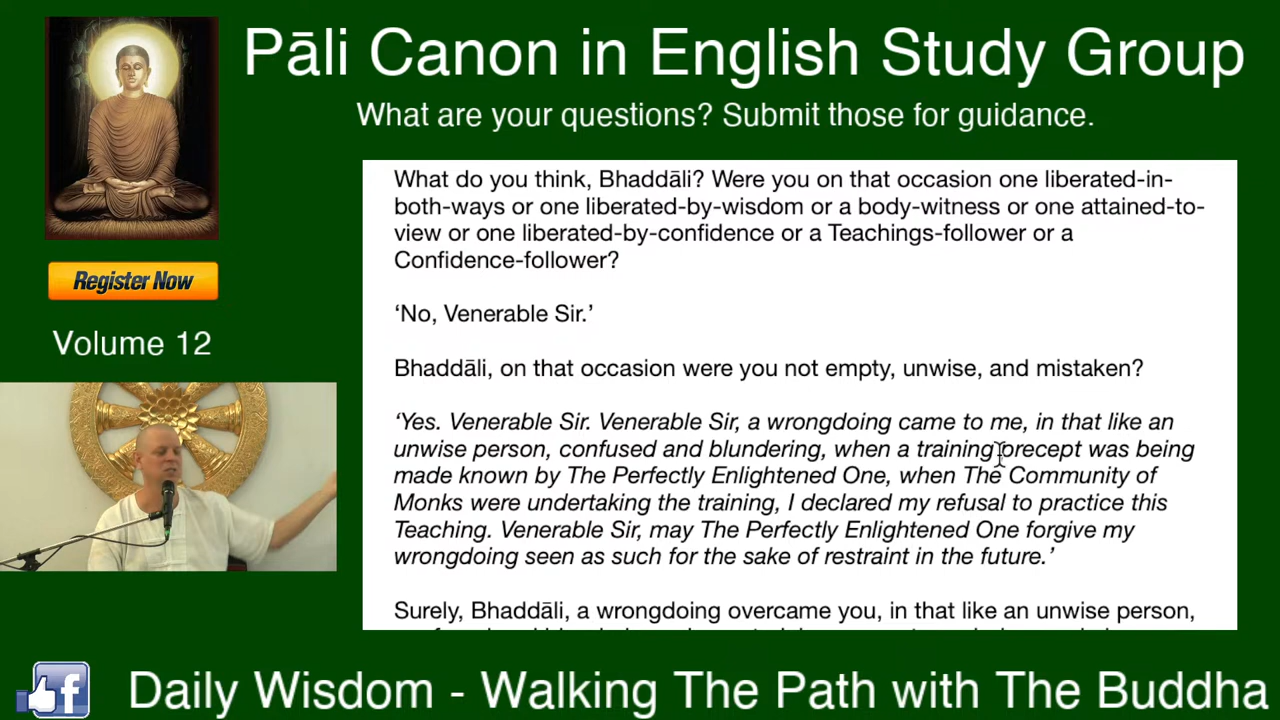 Pāli Canon in English Study Group
What are your questions? Submit those for guidance.
Register Now
Volume 12
What do you think, Bhaddāli? Were you on that occasion one liberated-in-
both-ways or one liberated-by-wisdom or a body-witness or one attained-to-
view or one liberated-by-confidence or a Teachings-follower or a
Confidence-follower?
‘No, Venerable Sir.’
Bhaddāli, on that occasion were you not empty, unwise, and mistaken?
‘Yes. Venerable Sir. Venerable Sir, a wrongdoing came to me, in that like an
unwise person, confused and blundering, when a training precept was being
made known by The Perfectly Enlightened One, when The Community of
Monks were undertaking the training, I declared my refusal to practice this
Teaching. Venerable Sir, may The Perfectly Enlightened One forgive my
wrongdoing seen as such for the sake of restraint in the future.’
Surely, Bhaddāli, a wrongdoing overcame you, in that like an unwise person,
f
Daily Wisdom - Walking The Path with The Buddha